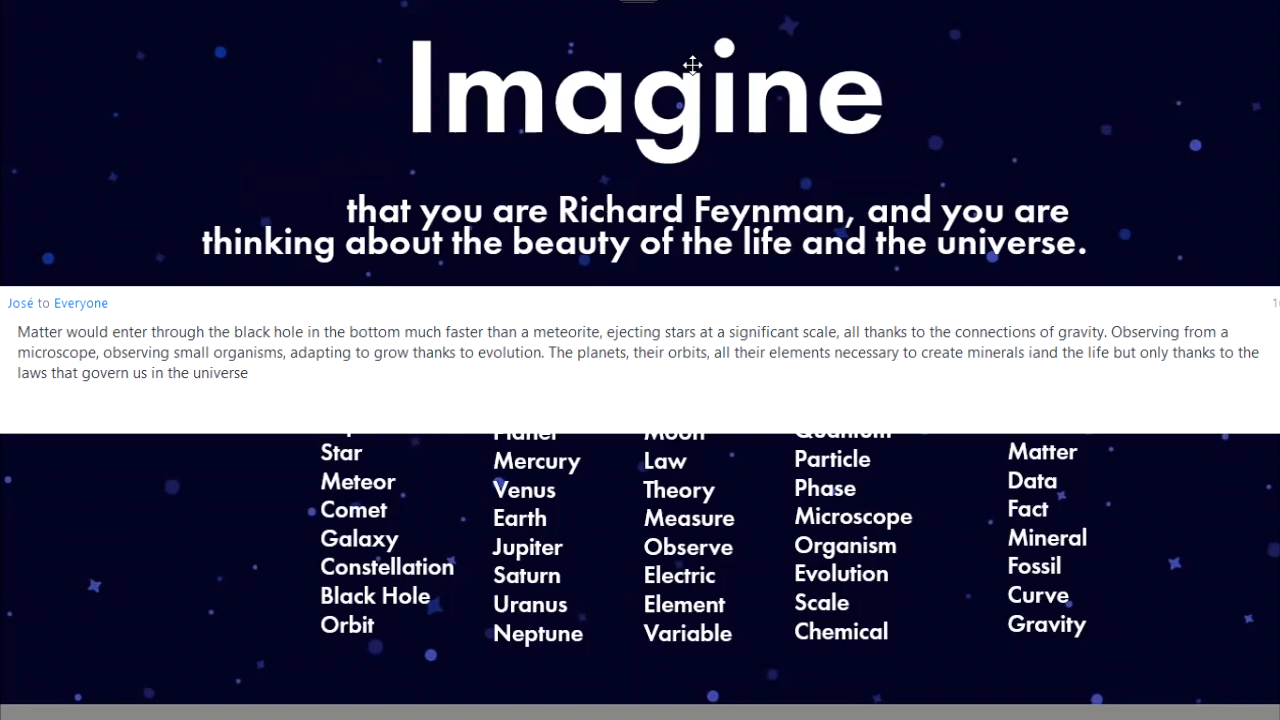 Imagine
that you are Richard Feynman, and you are
thinking about the beauty of the life and the universe.
José to Everyone
Matter would enter through the black hole in the bottom much faster than a meteorite, ejecting stars at a significant scale, all thanks to the connections of gravity. Observing from a
microscope, observing small organisms, adapting to grow thanks to evolution. The planets, their orbits, all their elements necessary to create minerals iand the life but only thanks to the
laws that govern us in the universe
Star
Meteor
Comet
Galaxy
Constellation
Black Hole
Orbit
Planet
Mercury
Venus
Earth
Jupiter
Saturn
Uranus
Neptune
Moon
Law
Theory
Measure
Observe
Electric
Element
Variable
Quantum
Particle
Phase
Microscope
Organism
Evolution
Scale
Chemical
Matter
Data
Fact
Mineral
Fossil
Curve
Gravity